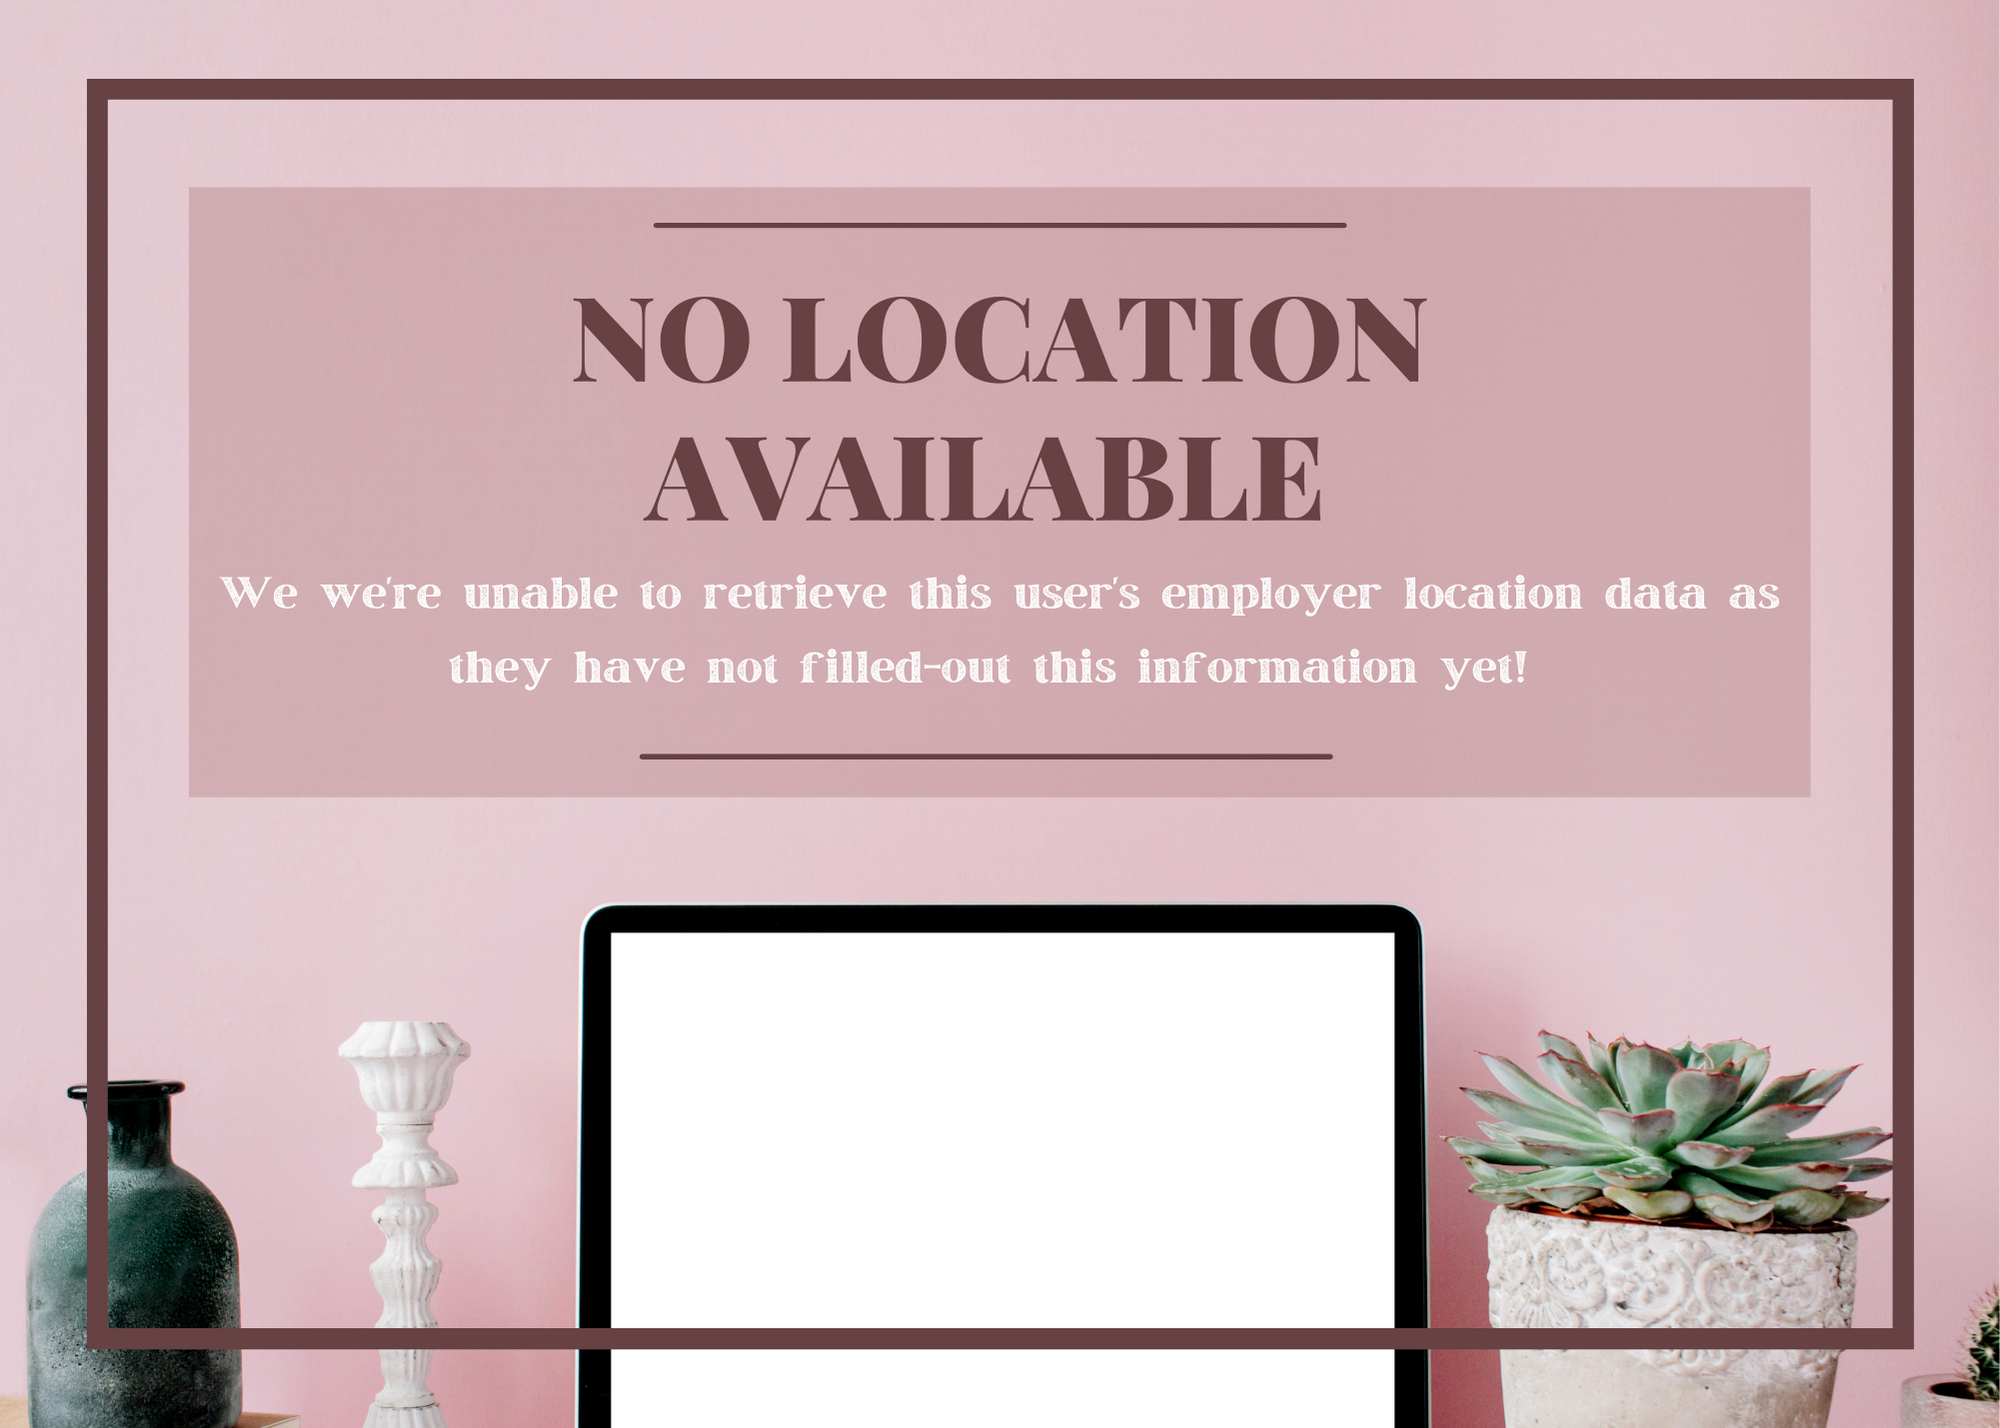 NO LOCATION
AVAILABLE
We we're unable to retrieve this user's employer location data as
they have not filled-out this information yet!